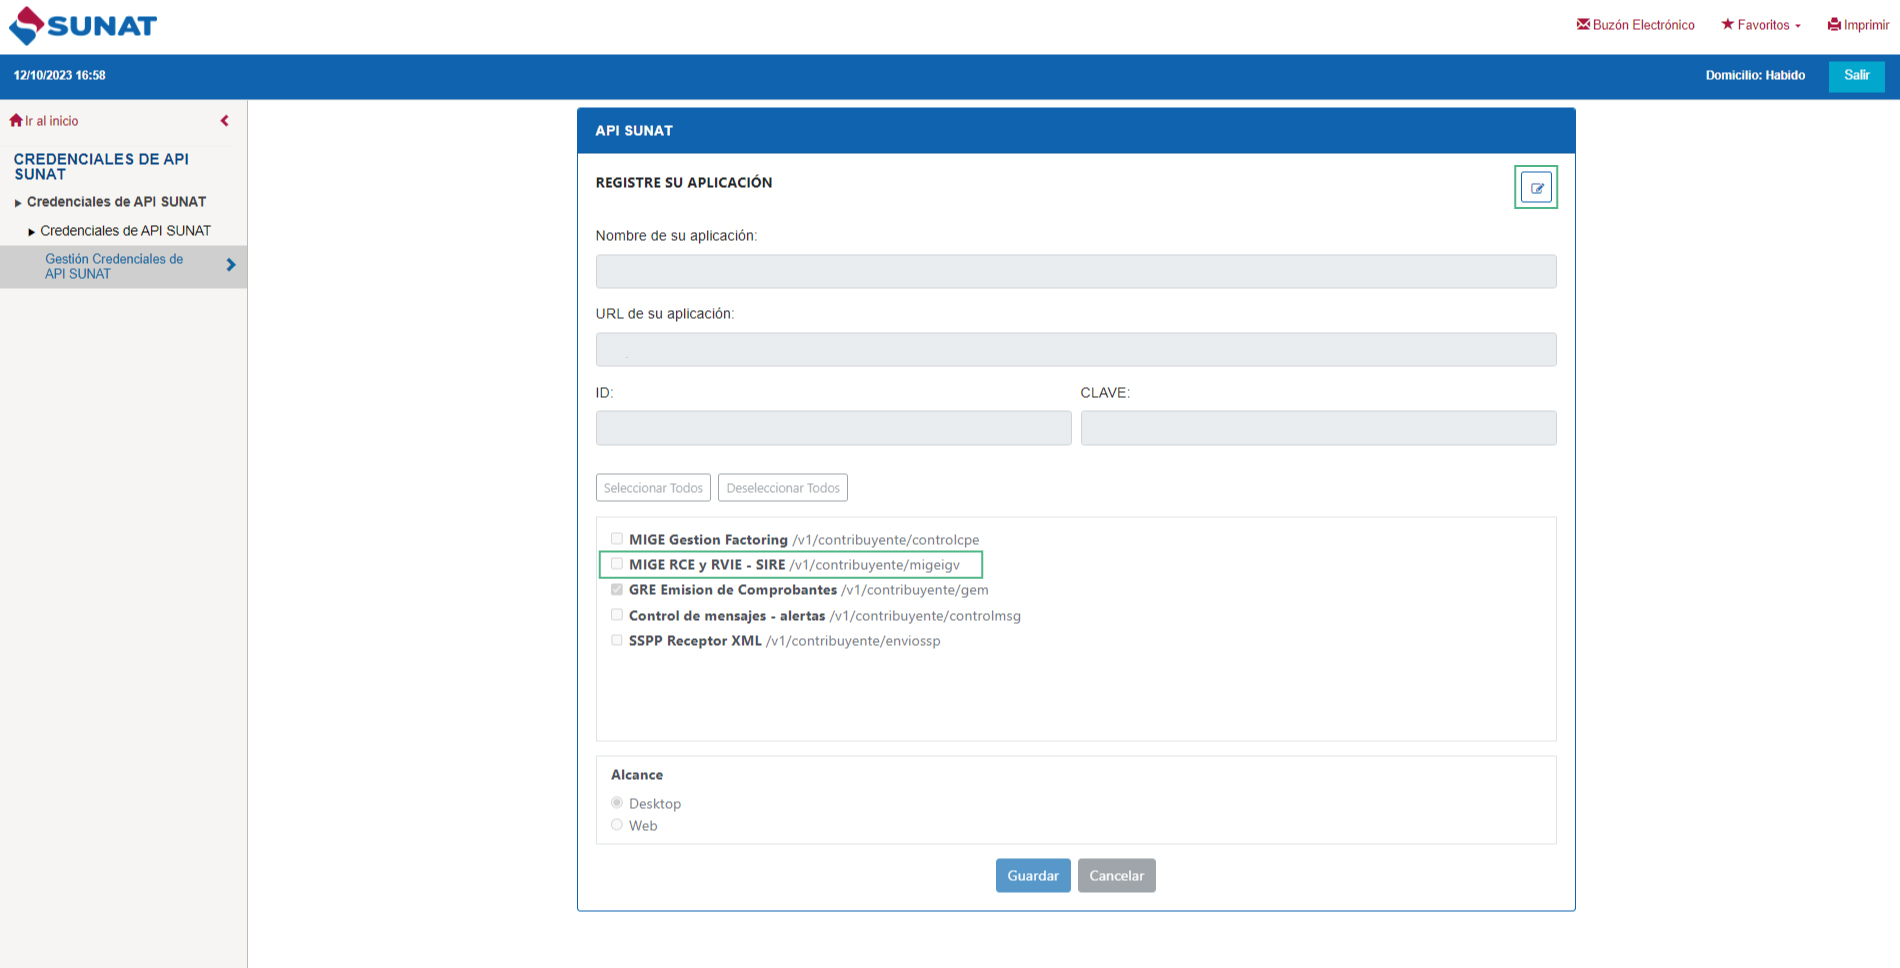 SUNAT
Buzón Electrónico
Favoritos
Imprimir
12/10/2023 16:58
Domicilio: Habido
Salir
Ir al inicio
CREDENCIALES DE API
SUNAT
Credenciales de API SUNAT
Credenciales de API SUNAT
Gestión Credenciales de
API SUNAT
API SUNAT
REGISTRE SU APLICACIÓN
Nombre de su aplicación:
URL de su aplicación:
ID:
CLAVE:
Seleccionar Todos
Deseleccionar Todos
MIGE Gestion Factoring /v1/contribuyente/controlcpe
MIGE RCE y RVIE - SIRE /v1/contribuyente/migeigv
GRE Emision de Comprobantes /v1/contribuyente/gem
Control de mensajes - alertas /v1/contribuyente/controlmsg
SSPP Receptor XML /v1/contribuyente/enviossp
Alcance
Desktop
Web
Guardar
Cancelar